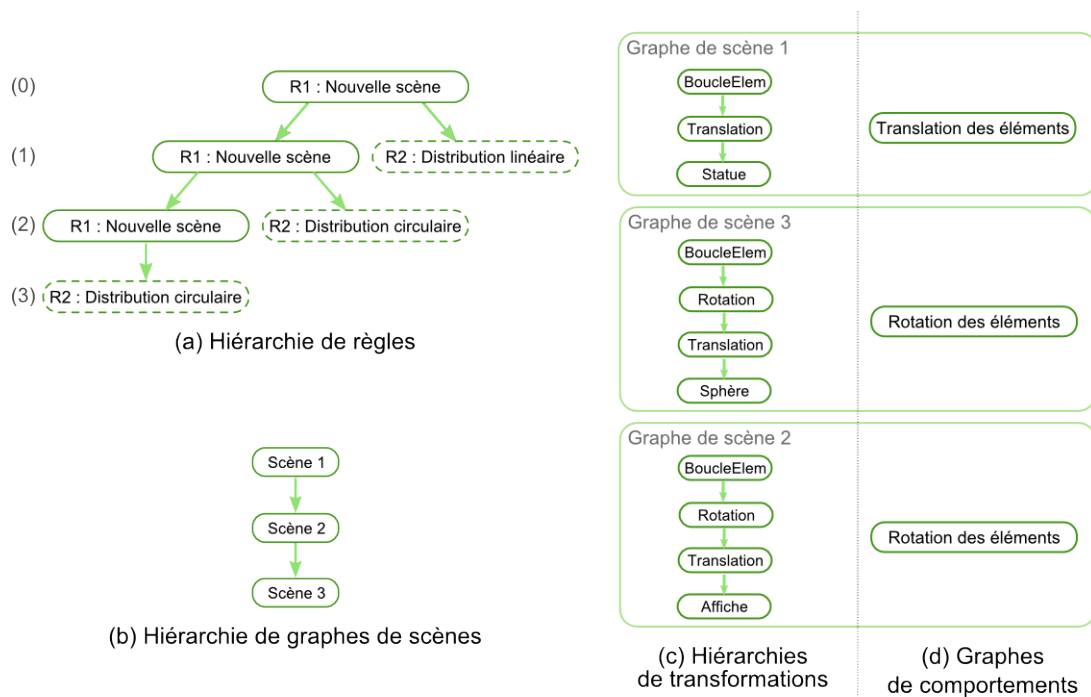 (0)
R1 : Nouvelle scène
(1)
R1 : Nouvelle scène
R2 : Distribution linéaire
(2)
R1 : Nouvelle scène
R2 : Distribution circulaire
(3)
R2 : Distribution circulaire
(a) Hiérarchie de règles
Scène 1
Scène 2
Scène 3
(b) Hiérarchie de graphes de scènes
Graphe de scène 1
BoucleElem
Translation
Statue
Translation des éléments
Graphe de scène 3
BoucleElem
Rotation
Translation
Sphère
Rotation des éléments
Graphe de scène 2
BoucleElem
Rotation
Translation
Affiche
Rotation des éléments
(c) Hiérarchies
de transformations
(d) Graphes
de comportements